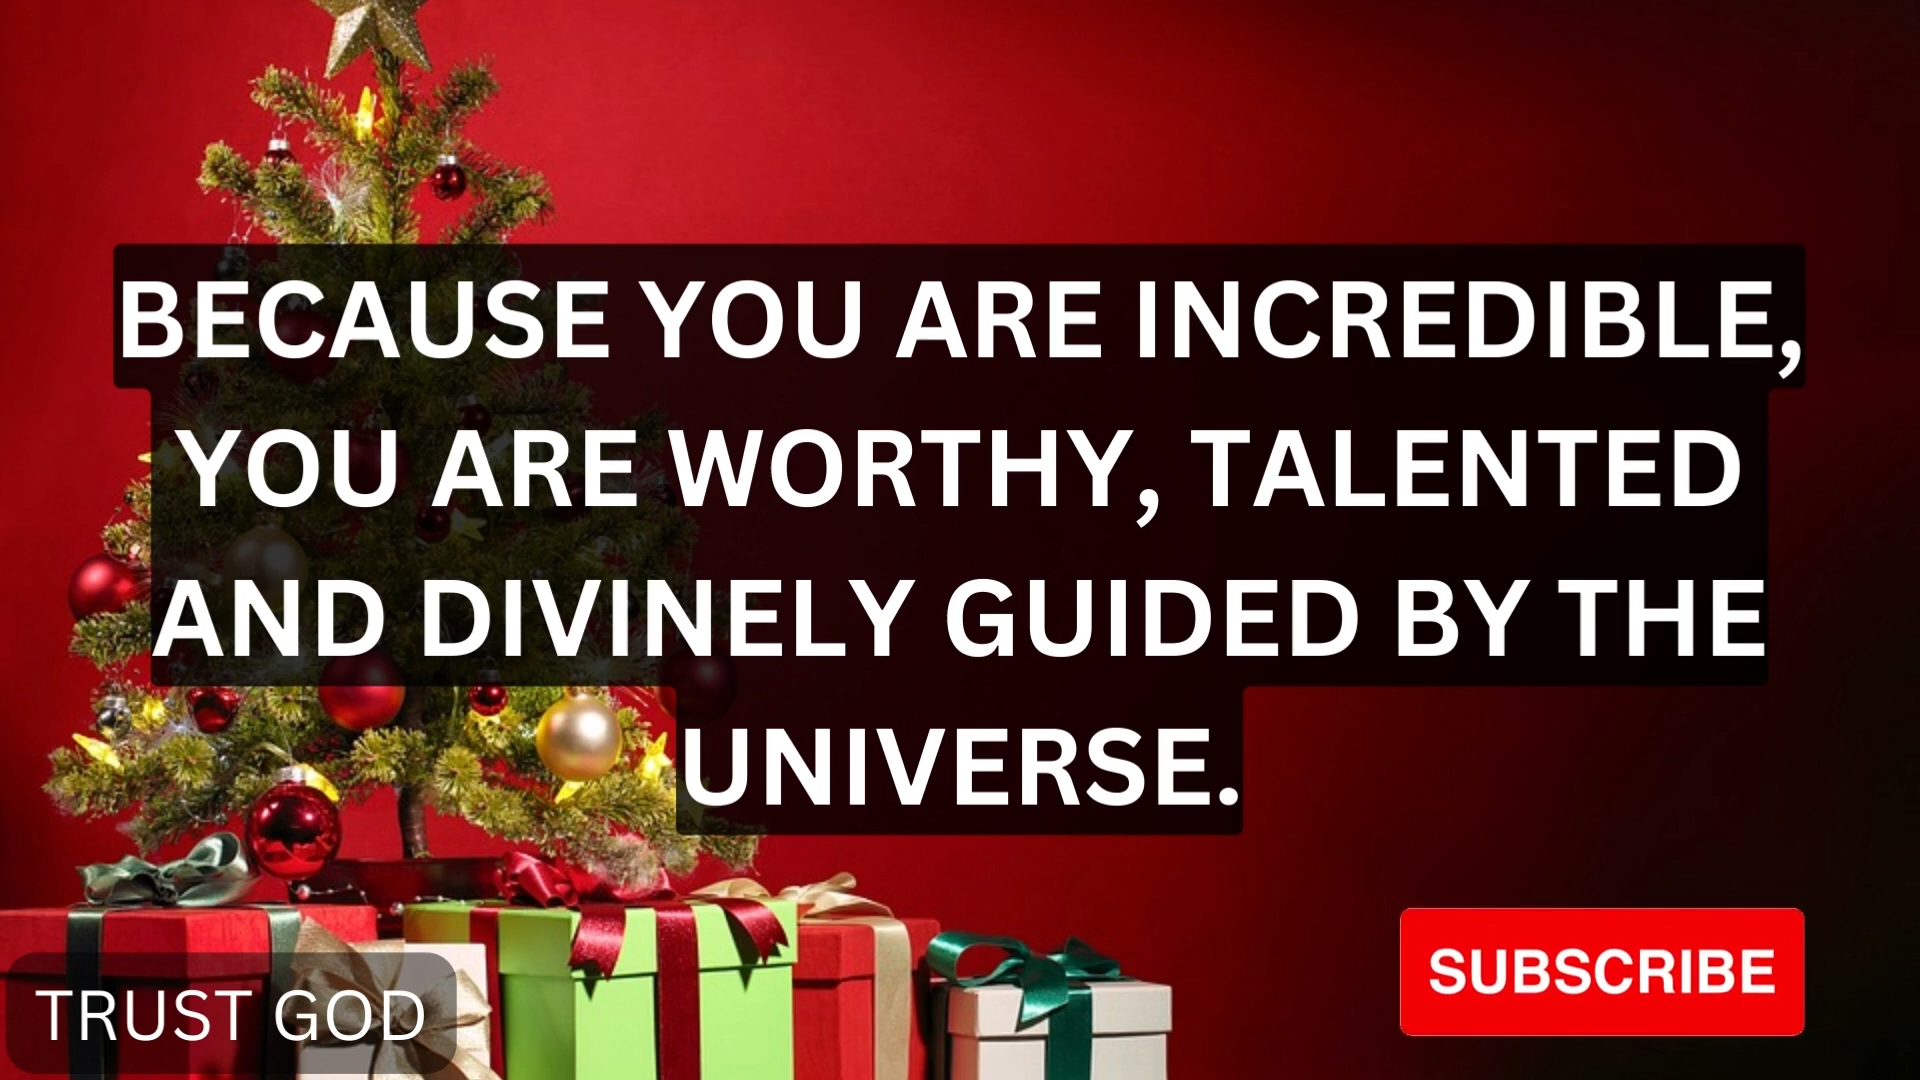 BECAUSE YOU ARE INCREDIBLE,
YOU ARE WORTHY, TALENTED
AND DIVINELY GUIDED BY THE
UNIVERSE.
TRUST GOD
SUBSCRIBE